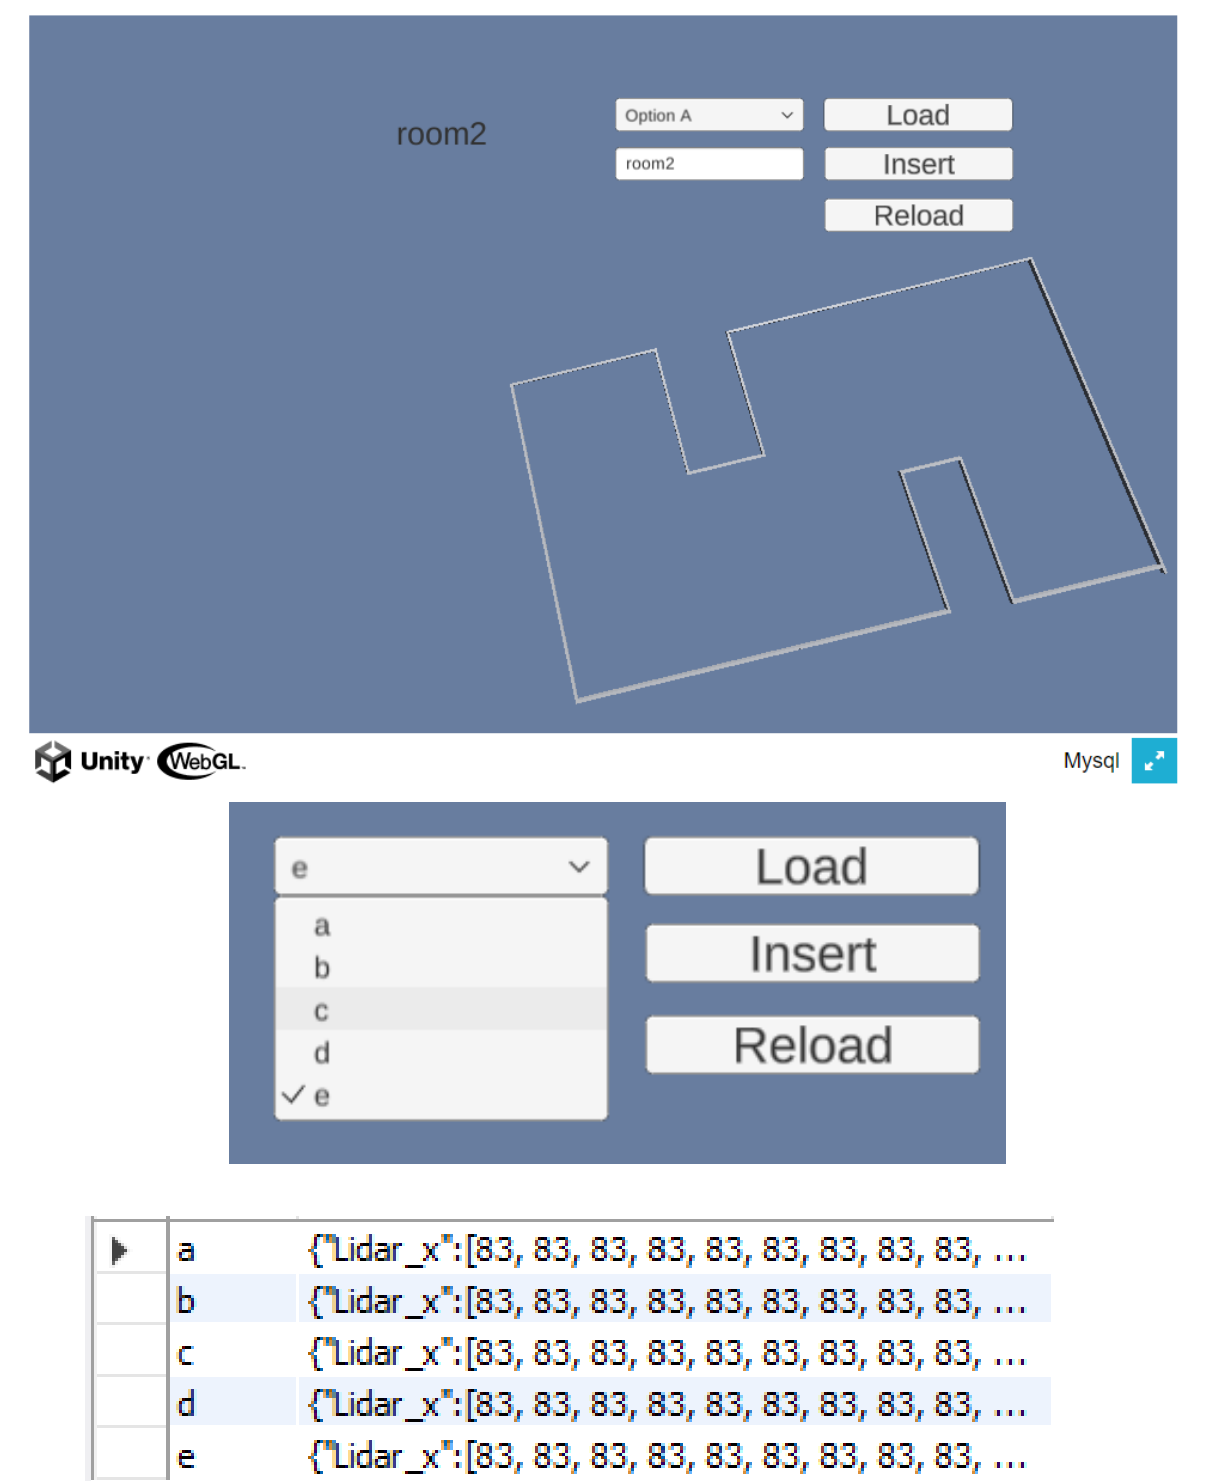 Option A
Load
room2
room2
Insert
Reload
Unity WebGL
Mysql
e
Load
a
Insert
b
c
Reload
d
e
a {"Lidar_x":[83, 83, 83, 83, 83, 83, 83, 83, 83, ...
b {"Lidar_x":[83, 83, 83, 83, 83, 83, 83, 83, 83, ...
c {"Lidar_x":[83, 83, 83, 83, 83, 83, 83, 83, 83, ...
d {"Lidar_x":[83, 83, 83, 83, 83, 83, 83, 83, 83, ...
e {"Lidar_x":[83, 83, 83, 83, 83, 83, 83, 83, 83, ...